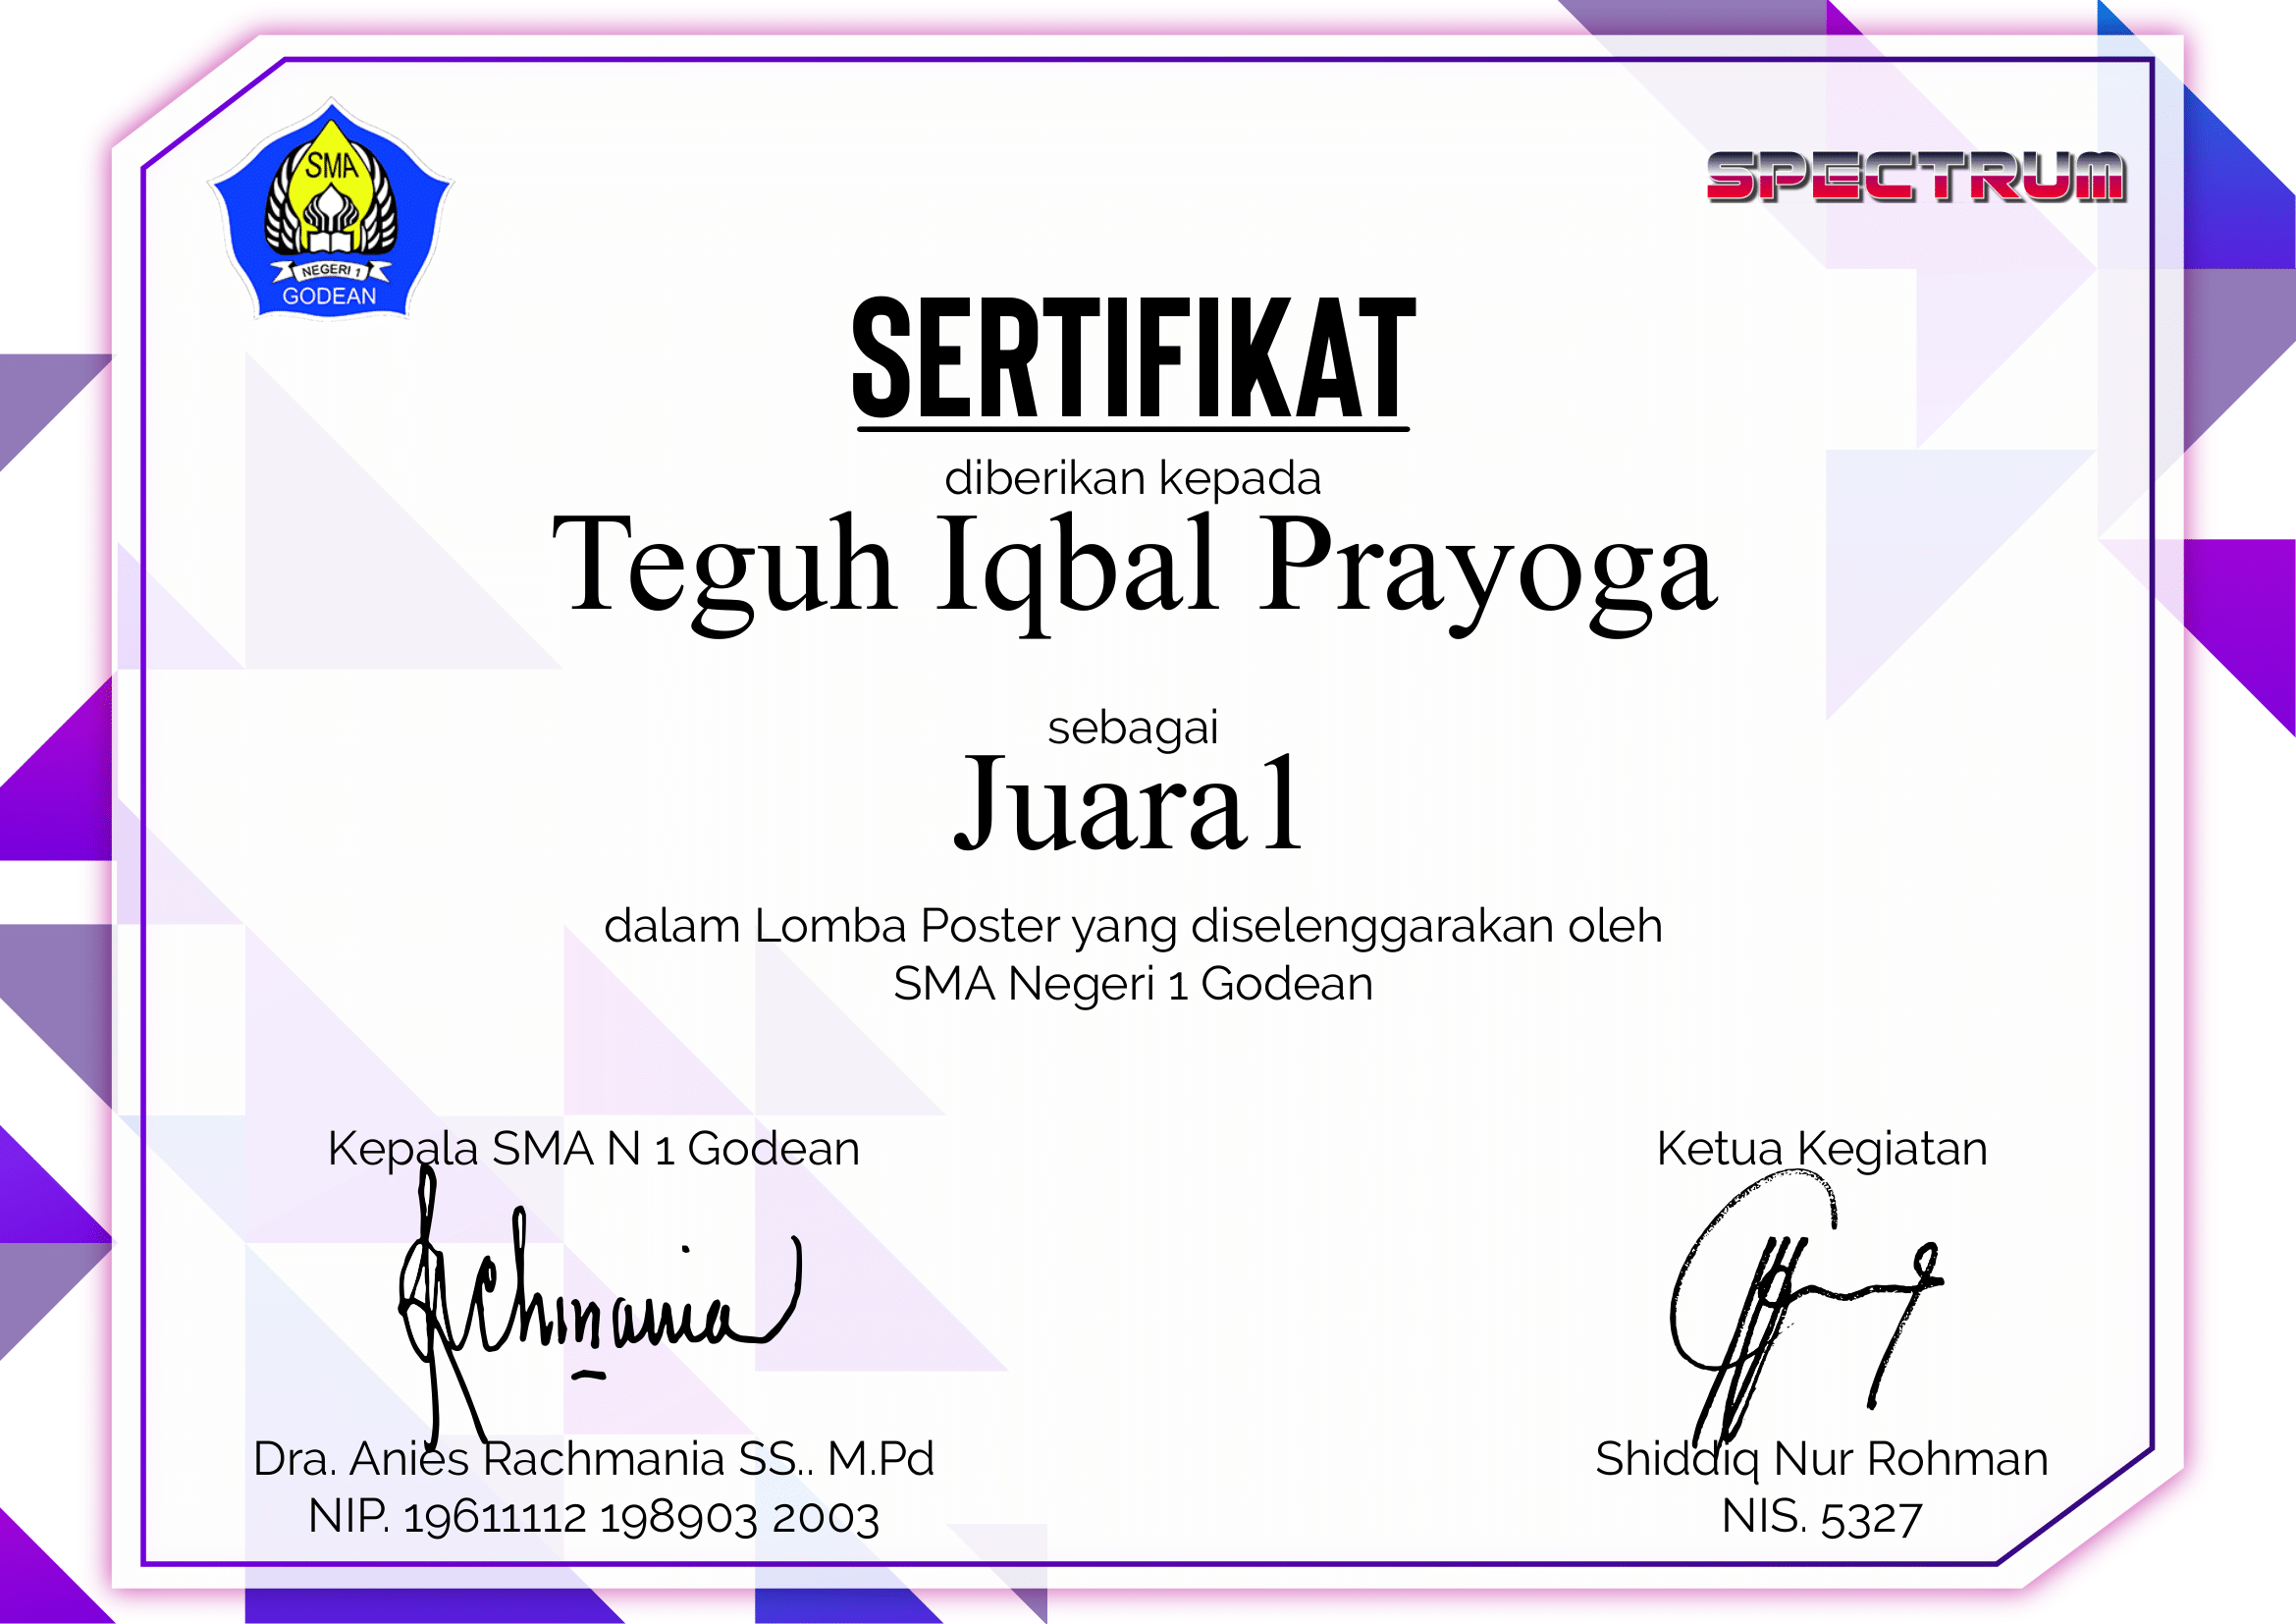 SMA
NEGERI 1
GODEAN
SPECTRUM
SERTIFIKAT
diberikan kepada
Teguh Iqbal Prayoga
sebagai
Juara1
dalam Lomba Poster yang diselenggarakan oleh
SMA Negeri 1 Godean
Kepala SMA N 1 Godean
Ketua Kegiatan
Rachmania
Dra. Anies Rachmania SS.. M.Pd
NIP. 19611112 198903 2003
Shiddiq Nur Rohman
NIS. 5327